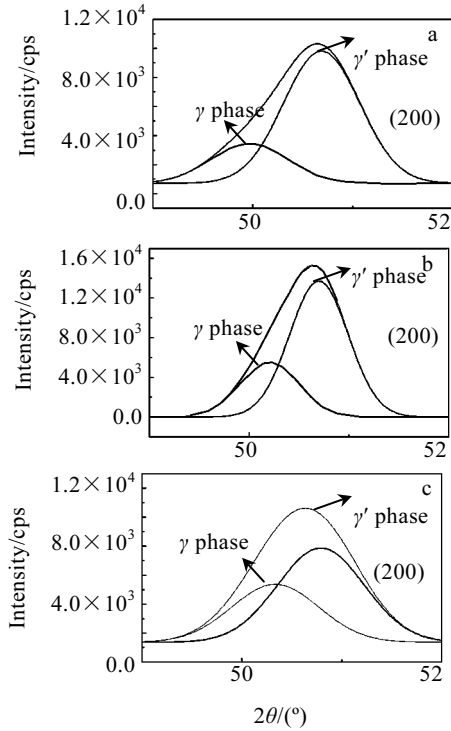 1.2×10⁴
a
γ′ phase
8.0×10³
γ phase
(200)
4.0×10³
0.0
Intensity/cps
50
52
1.6×10⁴
b
γ′ phase
1.2×10⁴
8.0×10³
γ phase
(200)
4.0×10³
0.0
Intensity/cps
50
52
1.2×10⁴
c
γ′ phase
8.0×10³
γ phase
(200)
4.0×10³
0.0
Intensity/cps
50
52
2θ/(º)